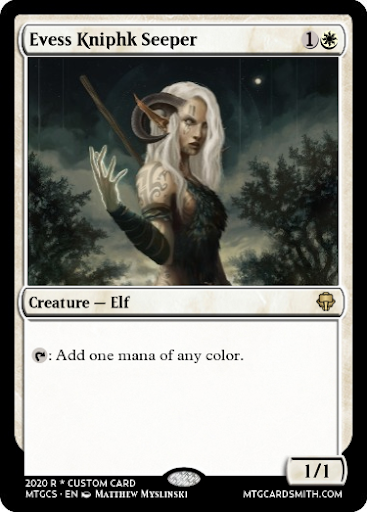 Evess Kniphk Seeper 1
Creature — Elf
: Add one mana of any color.
1/1
2020 R * CUSTOM CARD
MTGCS • EN Matthew Myslinski
MTGCARDSMITH.COM